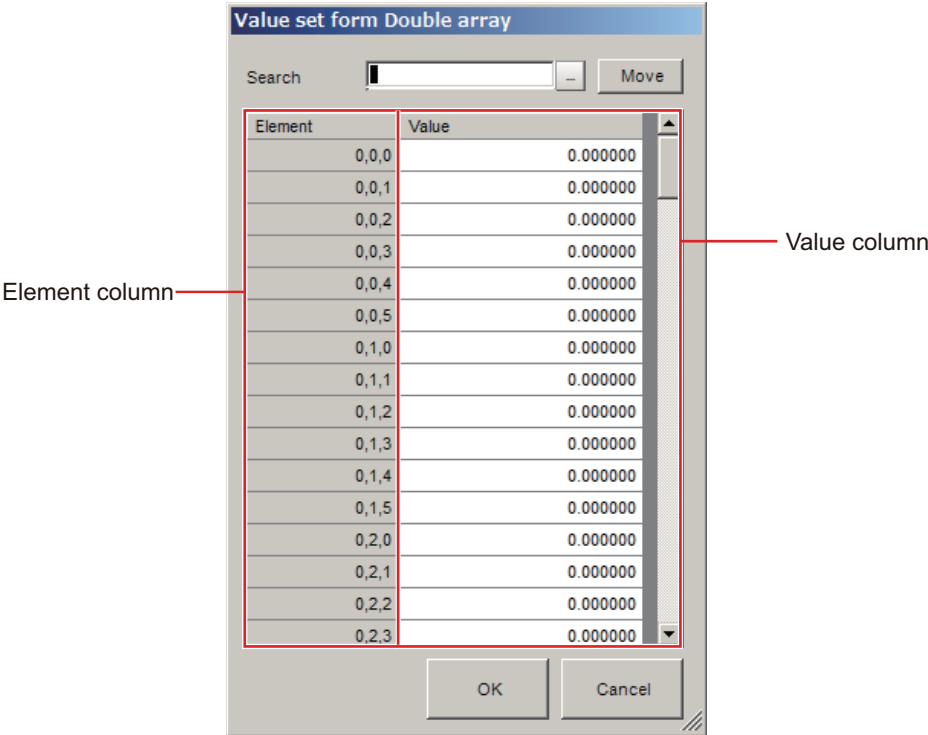 Value set form Double array
Search ... Move
Element Value
0,0,0 0.000000
0,0,1 0.000000
0,0,2 0.000000
0,0,3 0.000000
Value column
0,0,4 0.000000
Element column
0,0,5 0.000000
0,1,0 0.000000
0,1,1 0.000000
0,1,2 0.000000
0,1,3 0.000000
0,1,4 0.000000
0,1,5 0.000000
0,2,0 0.000000
0,2,1 0.000000
0,2,2 0.000000
0,2,3 0.000000
OK Cancel